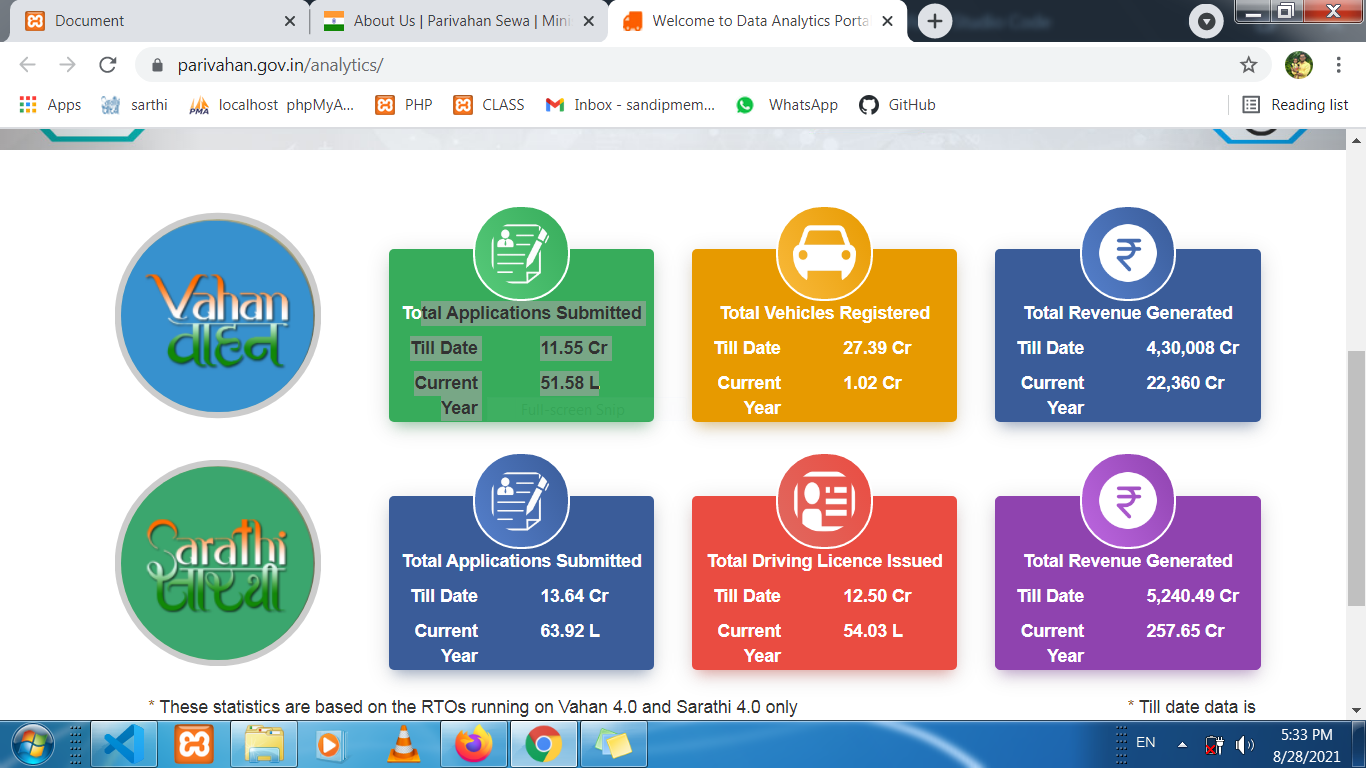 Document
About Us | Parivahan Sewa | Mini
Welcome to Data Analytics Portal
Studio Code
parivahan.gov.in/analytics/
Apps
sarthi
PMA
localhost phpMyA...
PHP
CLASS
Inbox - sandipmem...
WhatsApp
GitHub
Reading list
Vahan
वाहन
Total Applications Submitted
Till Date 11.55 Cr
Current Year 51.58 L
Full-screen Snip
Total Vehicles Registered
Till Date 27.39 Cr
Current Year 1.02 Cr
Total Revenue Generated
Till Date 4,30,008 Cr
Current Year 22,360 Cr
Sarathi
सारथी
Total Applications Submitted
Till Date 13.64 Cr
Current Year 63.92 L
Total Driving Licence Issued
Till Date 12.50 Cr
Current Year 54.03 L
Total Revenue Generated
Till Date 5,240.49 Cr
Current Year 257.65 Cr
* These statistics are based on the RTOs running on Vahan 4.0 and Sarathi 4.0 only
* Till date data is
EN
5:33 PM
8/28/2021